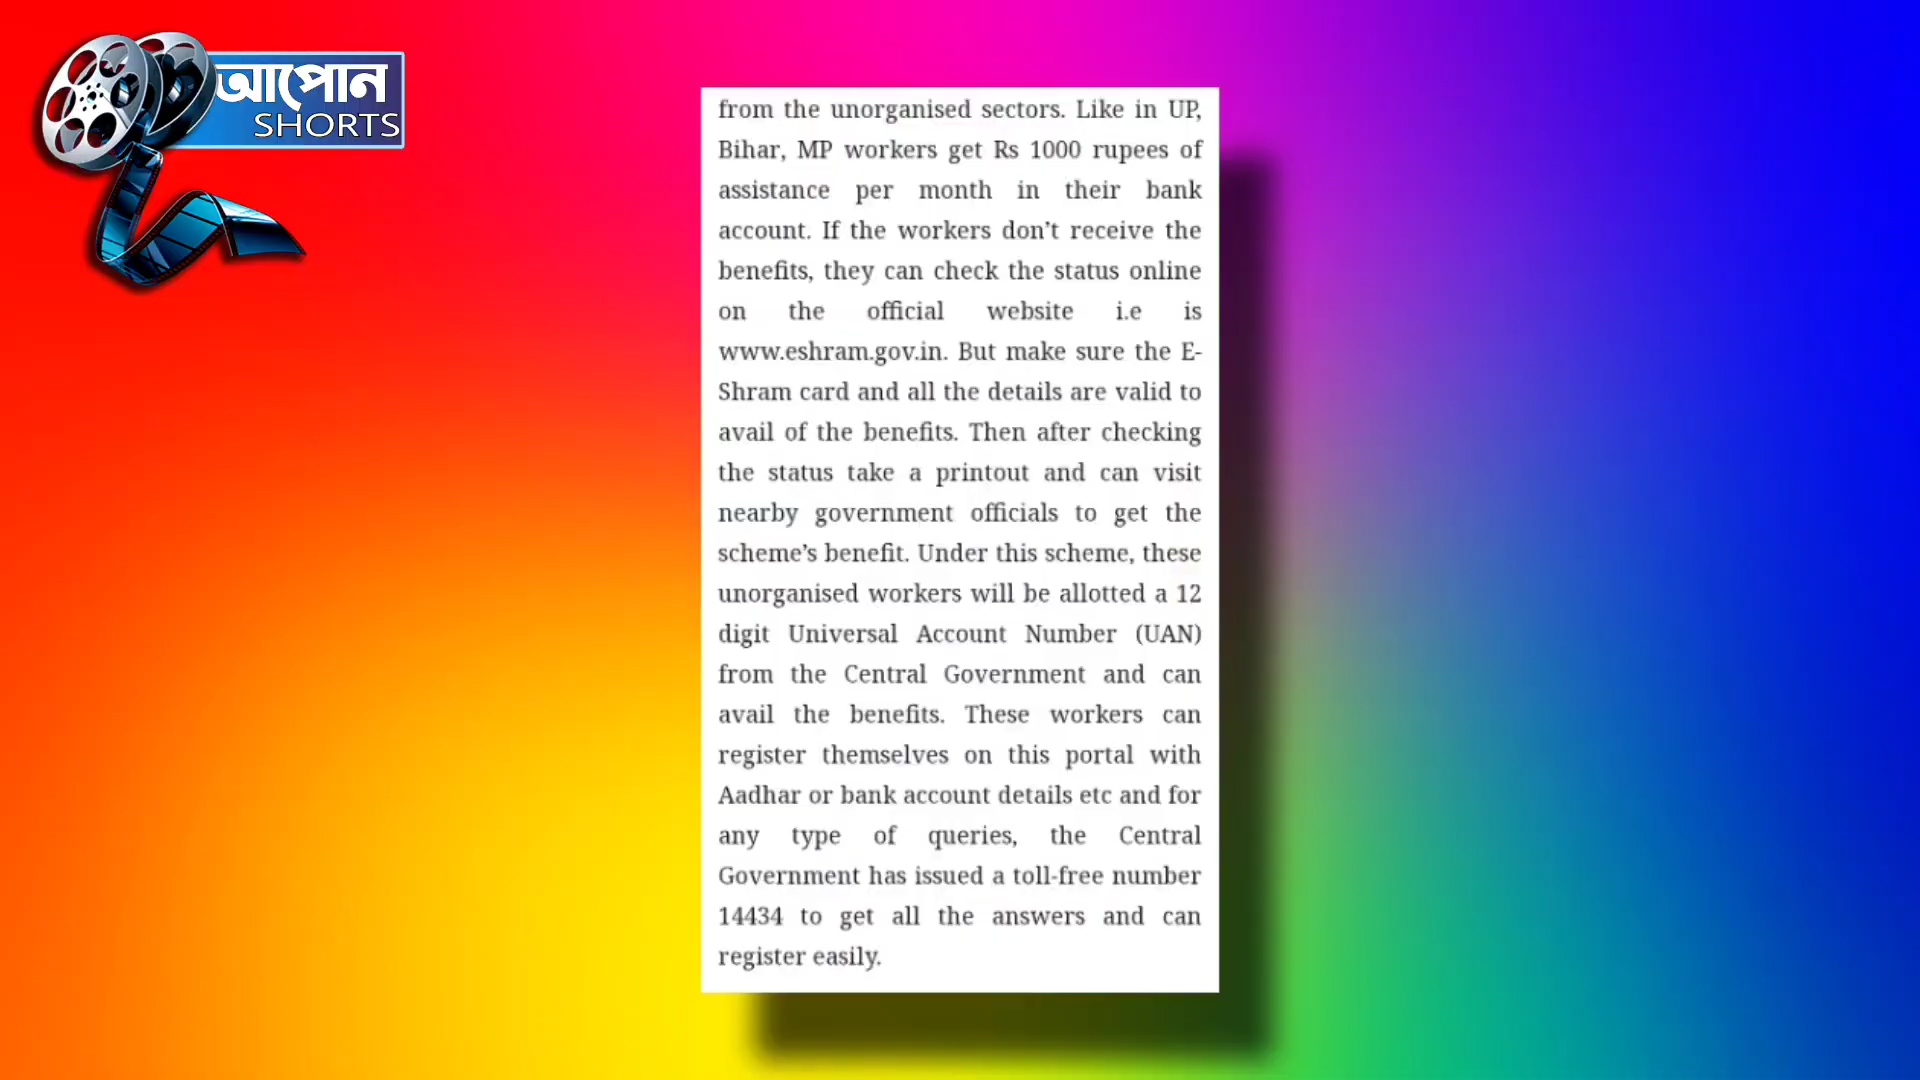 আপোন
SHORTS
from the unorganised sectors. Like in UP,
Bihar, MP workers get Rs 1000 rupees of
assistance per month in their bank
account. If the workers don’t receive the
benefits, they can check the status online
on the official website i.e is
www.eshram.gov.in. But make sure the E-
Shram card and all the details are valid to
avail of the benefits. Then after checking
the status take a printout and can visit
nearby government officials to get the
scheme’s benefit. Under this scheme, these
unorganised workers will be allotted a 12
digit Universal Account Number (UAN)
from the Central Government and can
avail the benefits. These workers can
register themselves on this portal with
Aadhar or bank account details etc and for
any type of queries, the Central
Government has issued a toll-free number
14434 to get all the answers and can
register easily.